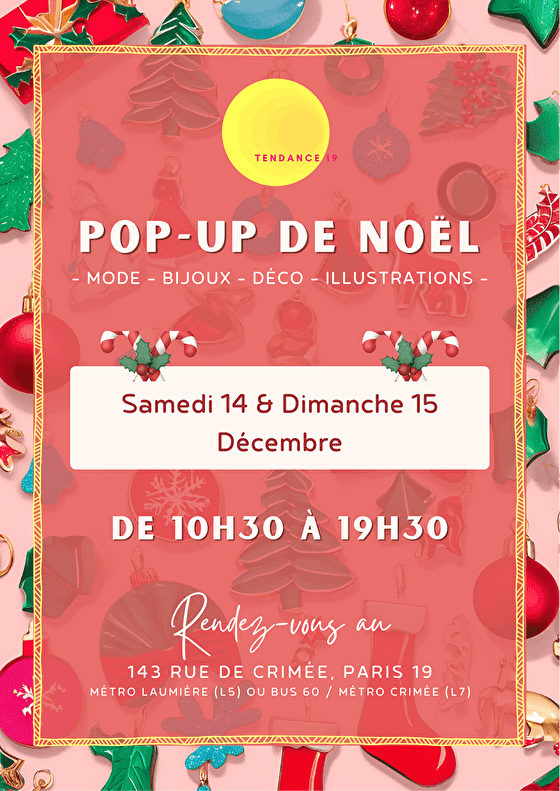 TENDANCE 19
POP-UP DE NOËL
- MODE - BIJOUX - DÉCO - ILLUSTRATIONS -
Samedi 14 & Dimanche 15
Décembre
DE 10H30 À 19H30
Rendez-vous au
143 RUE DE CRIMÉE, PARIS 19
MÉTRO LAUMIÈRE (L5) OU BUS 60 / MÉTRO CRIMÉE (L7)